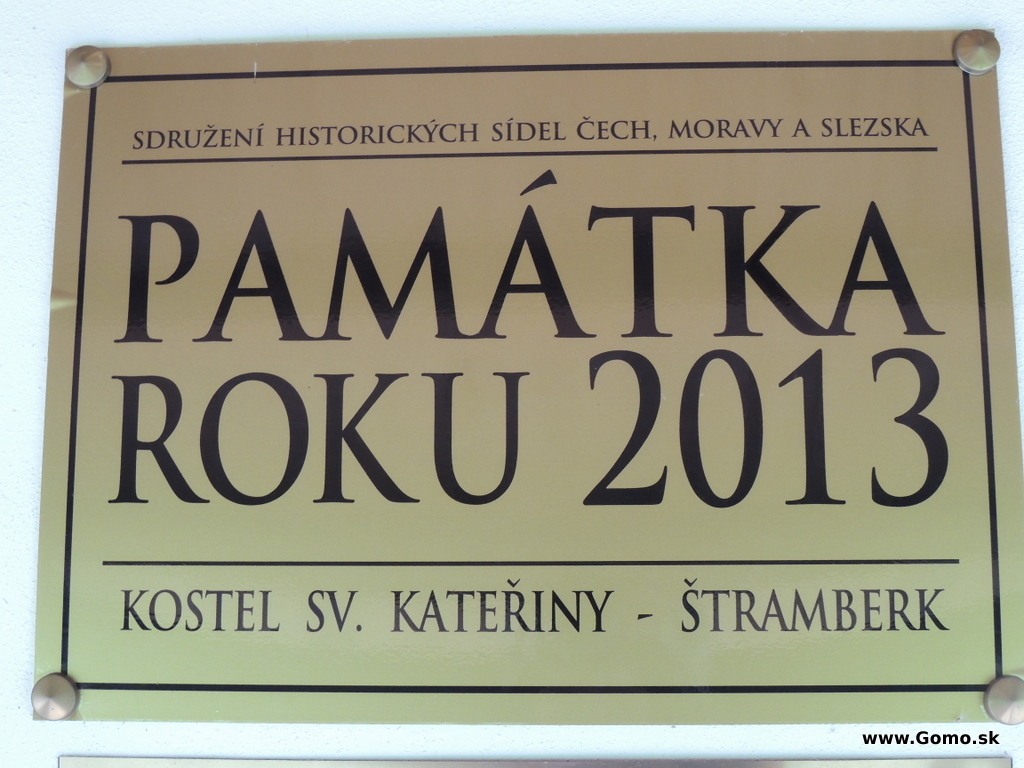 SDRUŽENÍ HISTORICKÝCH SÍDEL ČECH, MORAVY A SLEZSKA
PAMÁTKA
ROKU 2013
KOSTEL SV. KATEŘINY - ŠTRAMBERK
www.Gomo.sk